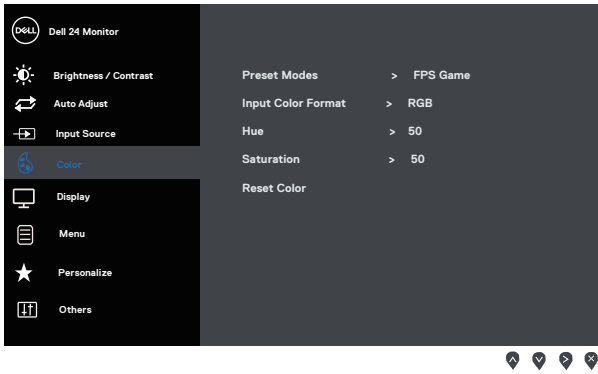 DELL
Dell 24 Monitor
Brightness / Contrast
Auto Adjust
Input Source
Color
Display
Menu
Personalize
Others
Preset Modes > FPS Game
Input Color Format > RGB
Hue > 50
Saturation > 50
Reset Color